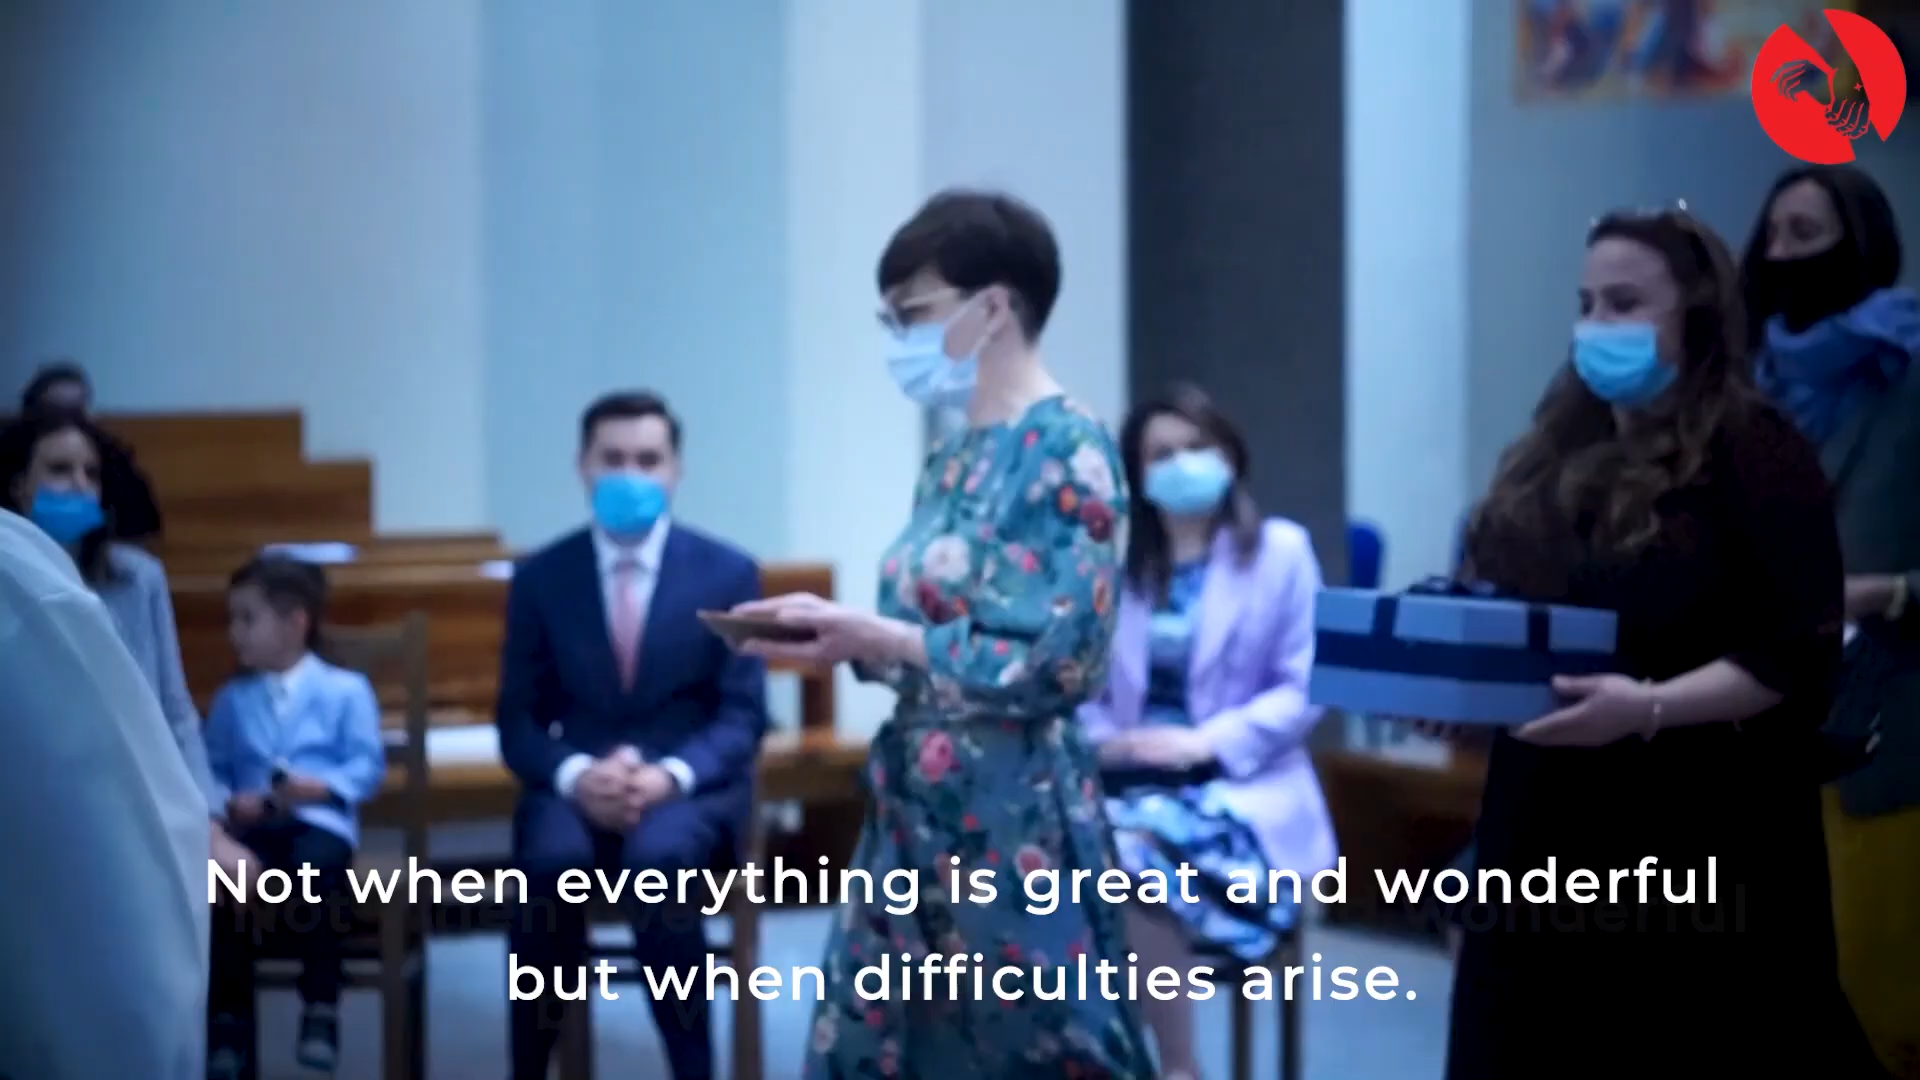 Not when everything is great and wonderful
but when difficulties arise.